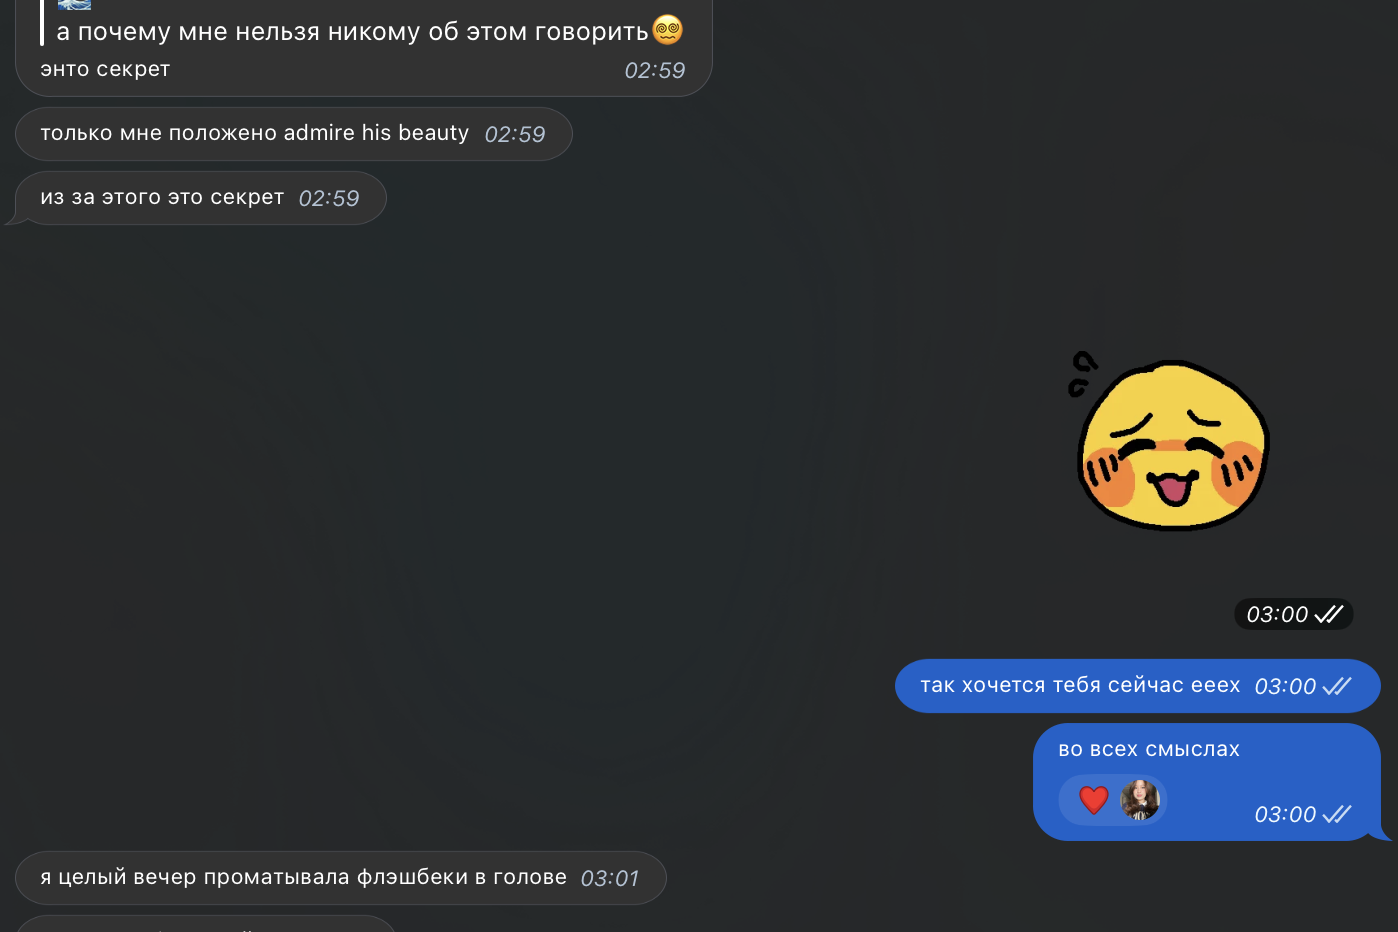 а почему мне нельзя никому об этом говорить😵‍💫
энто секрет 02:59
только мне положено admire his beauty 02:59
из за этого это секрет 02:59
03:00
так хочется тебя сейчас ееех 03:00
во всех смыслах
❤️ 03:00
я целый вечер проматывала флэшбеки в голове 03:01